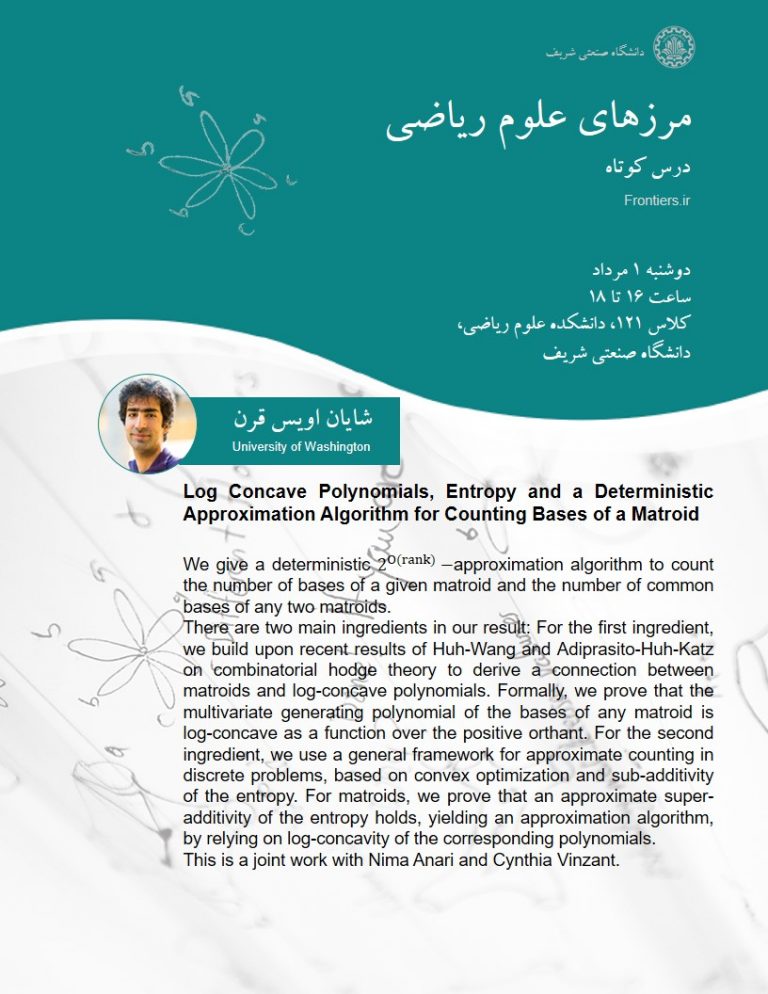 دانشگاه صنعتی شریف
مرزهای علوم ریاضی
درس کوتاه
Frontiers.ir
دوشنبه ۱ مرداد
ساعت ۱۶ تا ۱۸
کلاس ۱۲۱، دانشکده علوم ریاضی،
دانشگاه صنعتی شریف
شایان اویس قرن
University of Washington
Log Concave Polynomials, Entropy and a Deterministic
Approximation Algorithm for Counting Bases of a Matroid
We give a deterministic 2^O(rank) −approximation algorithm to count
the number of bases of a given matroid and the number of common
bases of any two matroids.
There are two main ingredients in our result: For the first ingredient,
we build upon recent results of Huh-Wang and Adiprasito-Huh-Katz
on combinatorial hodge theory to derive a connection between
matroids and log-concave polynomials. Formally, we prove that the
multivariate generating polynomial of the bases of any matroid is
log-concave as a function over the positive orthant. For the second
ingredient, we use a general framework for approximate counting in
discrete problems, based on convex optimization and sub-additivity
of the entropy. For matroids, we prove that an approximate super-
additivity of the entropy holds, yielding an approximation algorithm,
by relying on log-concavity of the corresponding polynomials.
This is a joint work with Nima Anari and Cynthia Vinzant.